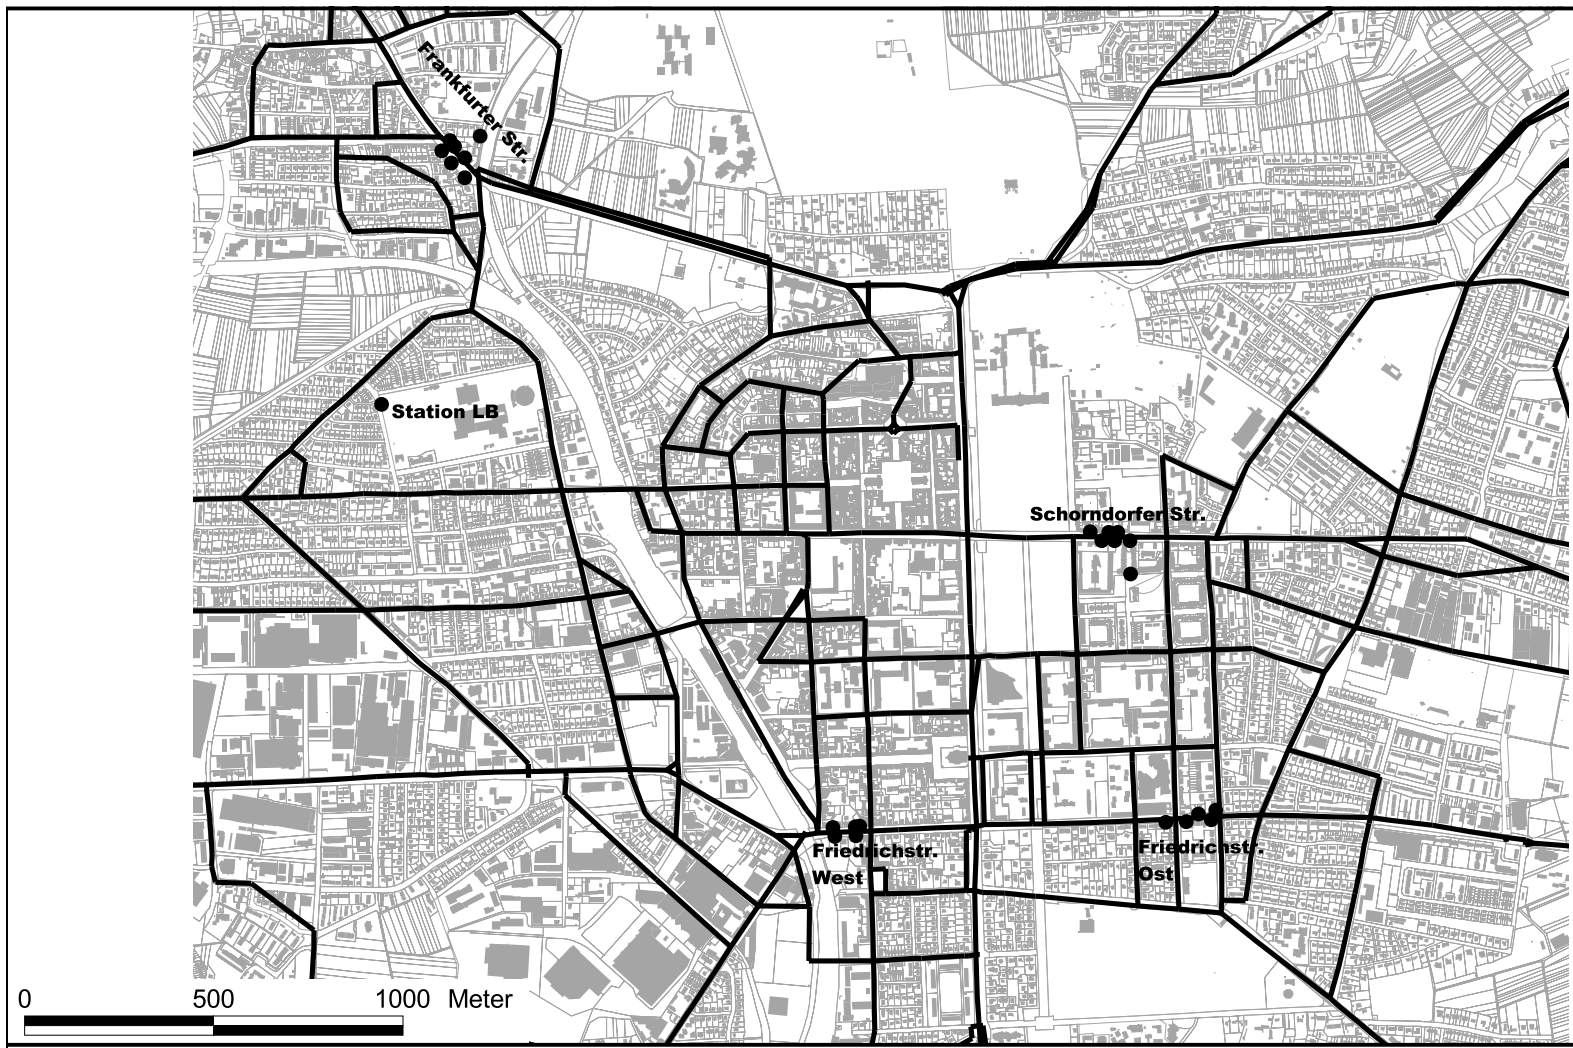 Frankfurter Str.
Station LB
Schorndorfer Str.
Friedrichstr.
West
Friedrichstr.
Ost
0 500 1000 Meter